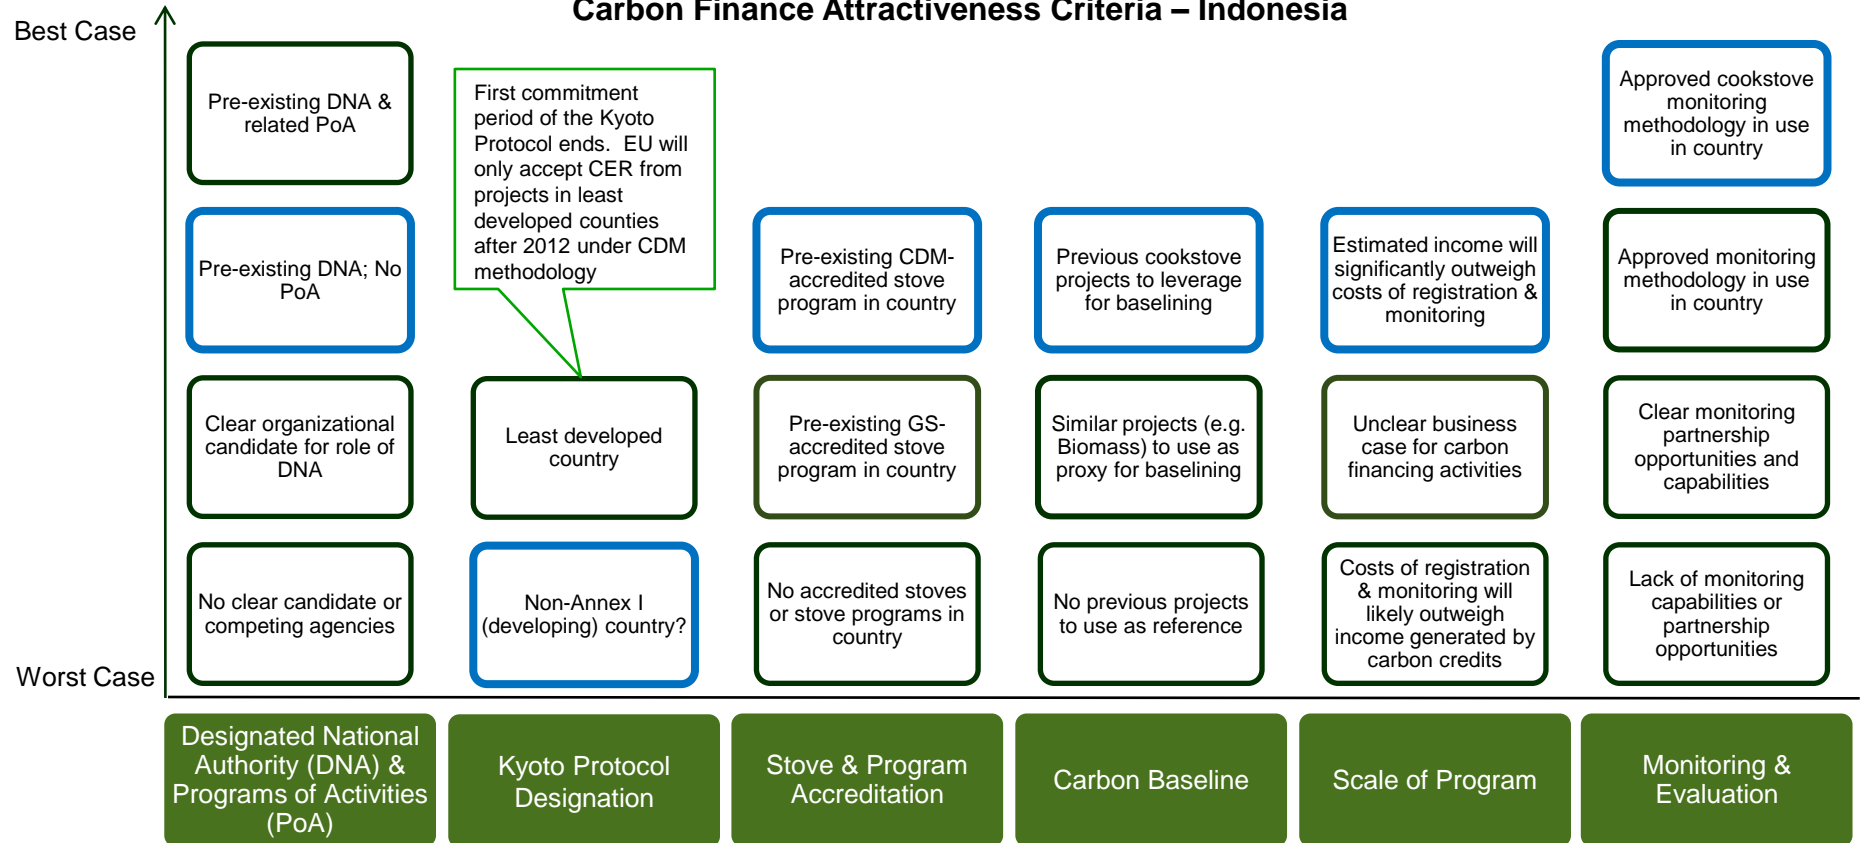 Carbon Finance Attractiveness Criteria – Indonesia
Best Case
Pre-existing DNA &
related PoA
First commitment
period of the Kyoto
Protocol ends.  EU will
only accept CER from
projects in least
developed counties
after 2012 under CDM
methodology
Approved cookstove
monitoring
methodology in use
in country
Pre-existing DNA; No
PoA
Pre-existing CDM-
accredited stove
program in country
Previous cookstove
projects to leverage
for baselining
Estimated income will
significantly outweigh
costs of registration &
monitoring
Approved monitoring
methodology in use
in country
Clear organizational
candidate for role of
DNA
Least developed
country
Pre-existing GS-
accredited stove
program in country
Similar projects (e.g.
Biomass) to use as
proxy for baselining
Unclear business
case for carbon
financing activities
Clear monitoring
partnership
opportunities and
capabilities
No clear candidate or
competing agencies
Non-Annex I
(developing) country?
No accredited stoves
or stove programs in
country
No previous projects
to use as reference
Costs of registration
& monitoring will
likely outweigh
income generated by
carbon credits
Lack of monitoring
capabilities or
partnership
opportunities
Worst Case
Designated National
Authority (DNA) &
Programs of Activities
(PoA)
Kyoto Protocol
Designation
Stove & Program
Accreditation
Carbon Baseline
Scale of Program
Monitoring &
Evaluation